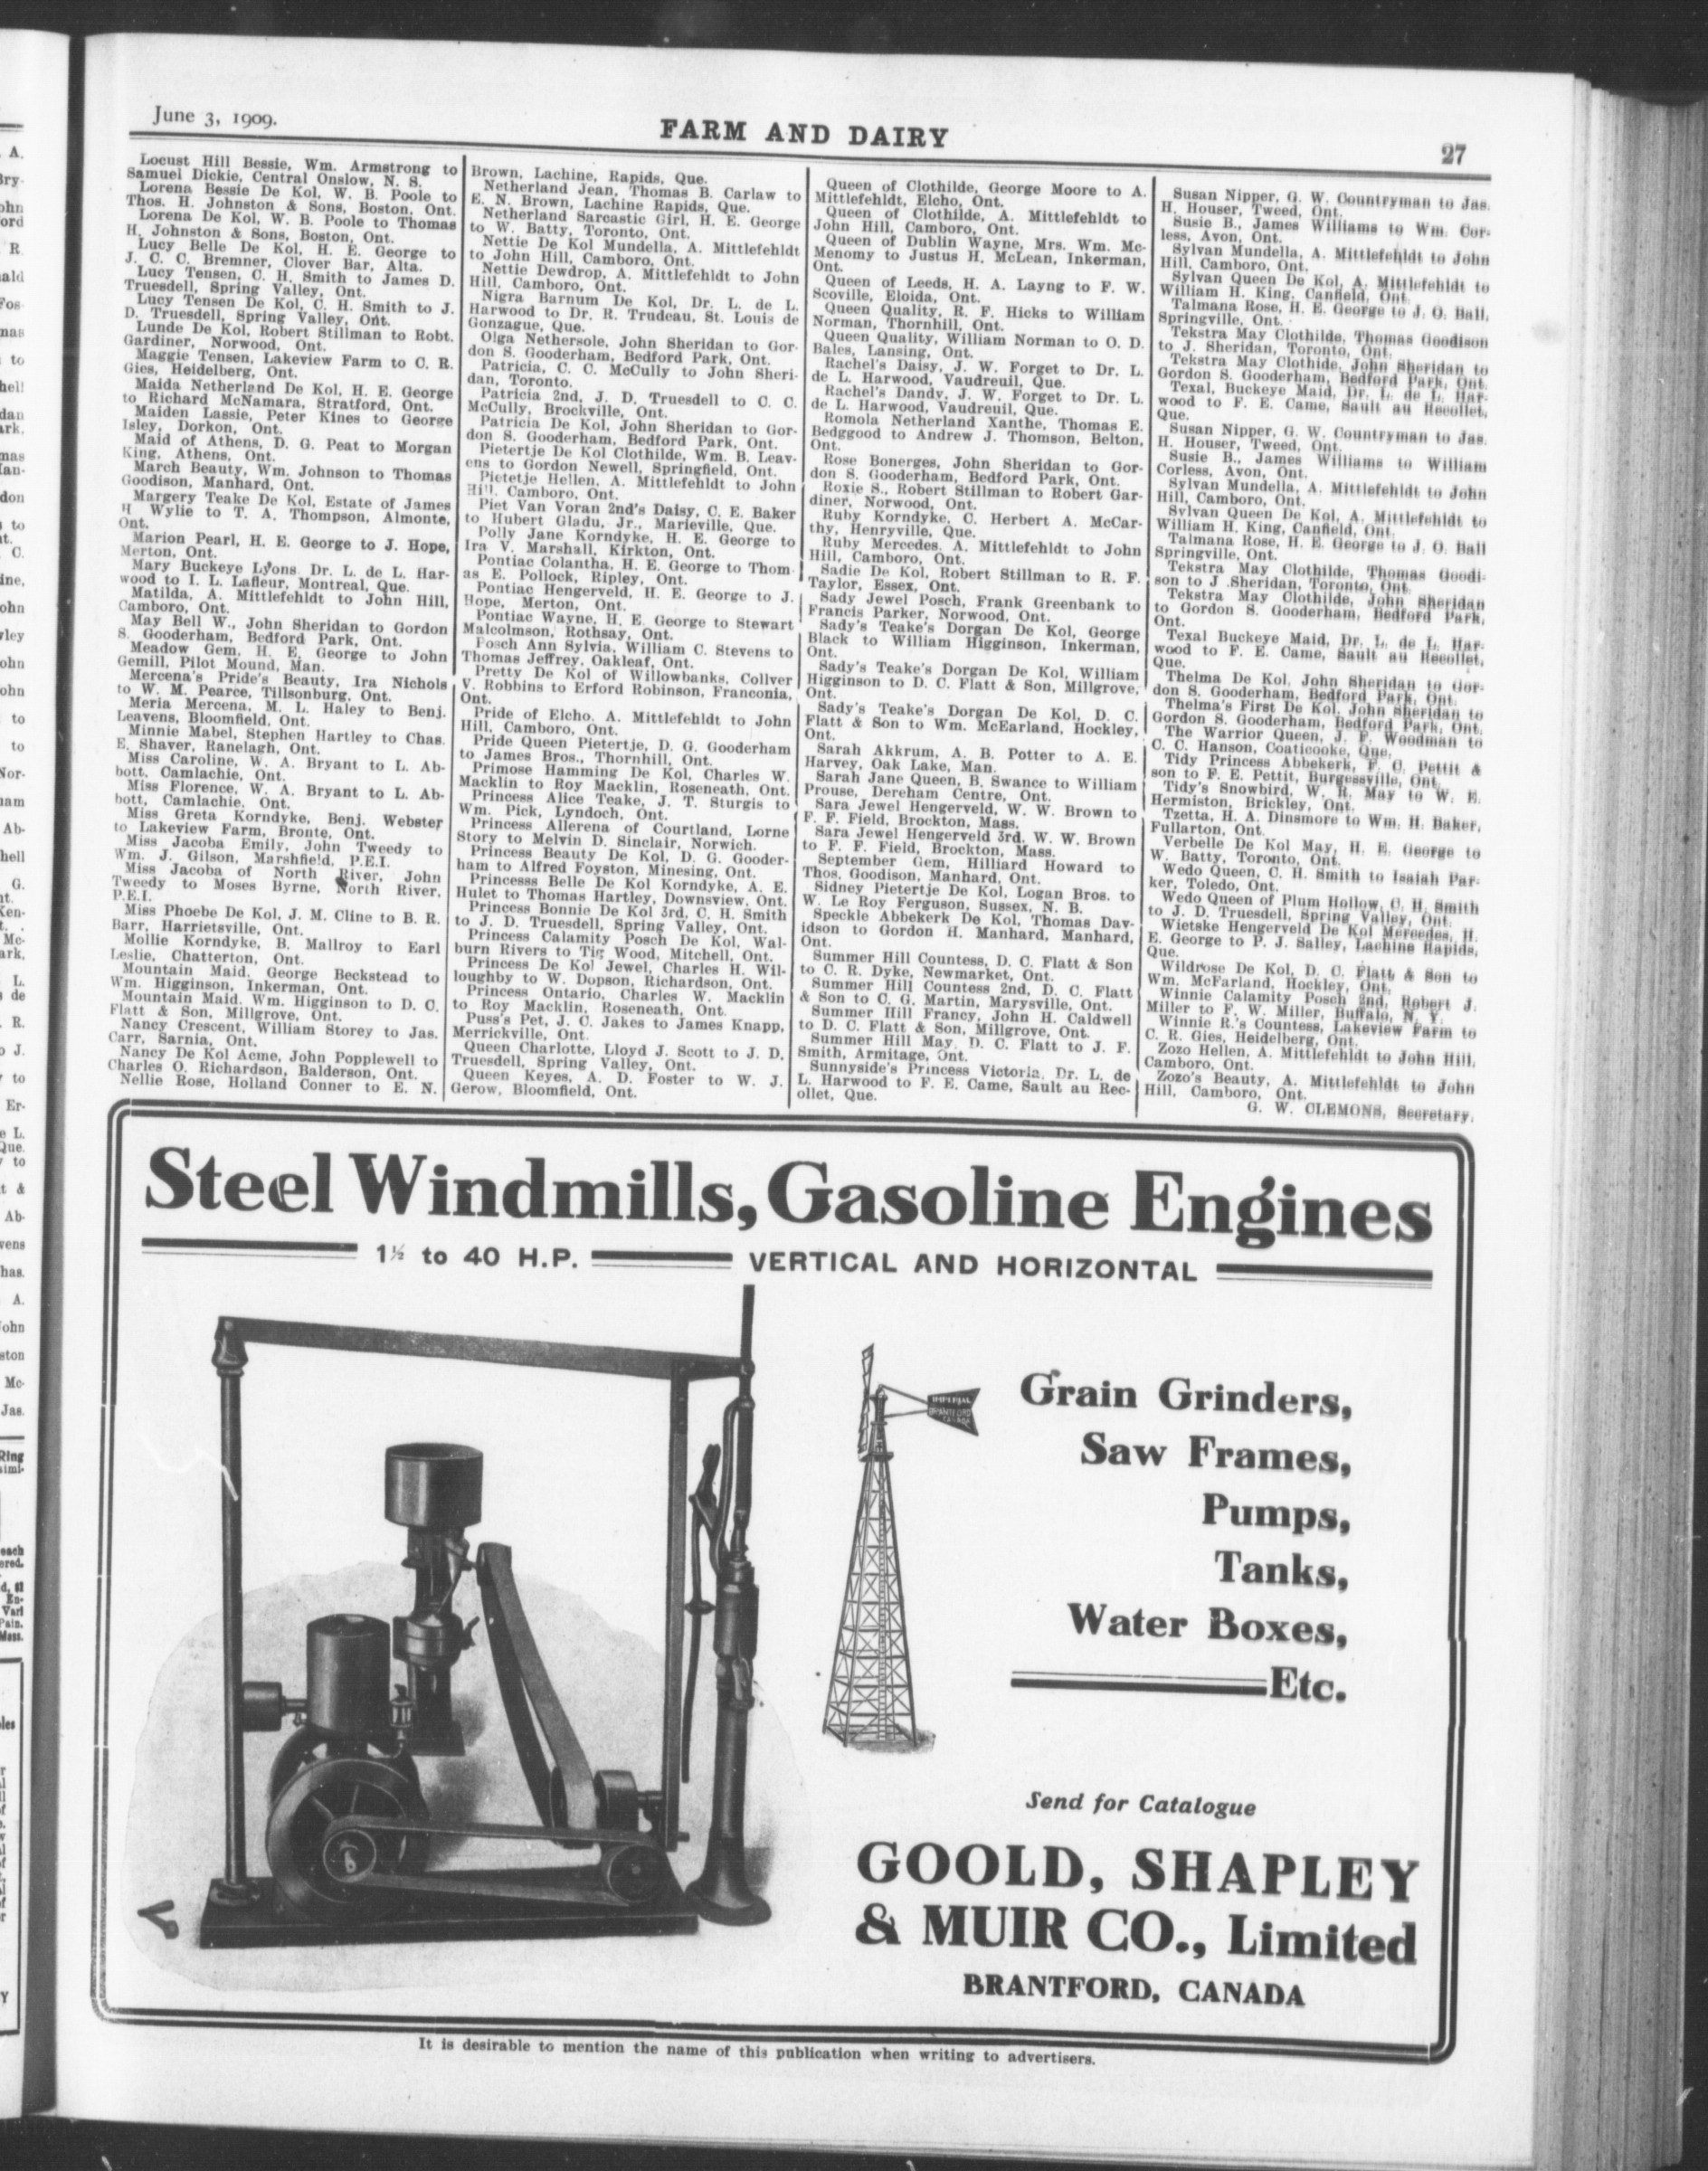 June 3, 1909.
FARM AND DAIRY
27
Locust Hill Bessie, Wm. Armstrong to
Samuel Dickie, Central Onslow, N. S.
Lorena Bessie De Kol, W. B. Poole to
Thos. H. Johnston & Sons, Boston, Ont.
Lorena De Kol, W. B. Poole to Thomas
H. Johnston & Sons, Boston, Ont.
Lucy Belle De Kol, H. E. George to
J. C. C. Bremner, Clover Bar, Alta.
Lucy Tensen, C. H. Smith to James D.
Truesdell, Spring Valley, Ont.
Lucy Tensen De Kol, C. H. Smith to J.
D. Truesdell, Spring Valley, Ont.
Lunde De Kol, Robert Stillman to Robt.
Gardiner, Norwood, Ont.
Maggie Tensen, Lakeview Farm to C. R.
Gies, Heidelberg, Ont.
Maida Netherland De Kol, H. E. George
to Richard McNamara, Stratford, Ont.
Maiden Lassie, Peter Kines to George
Isley, Dorkon, Ont.
Maid of Athens, D. G. Peat to Morgan
King, Athens, Ont.
March Beauty, Wm. Johnson to Thomas
Goodison, Manhard, Ont.
Margery Teake De Kol, Estate of James
H Wylie to T. A. Thompson, Almonte,
Ont.
Marion Pearl, H. E. George to J. Hope,
Merton, Ont.
Mary Buckeye Lyons Dr. L. de L. Har-
wood to I. L. Lafleur, Montreal, Que.
Matilda, A. Mittlefehldt to John Hill,
Camboro, Ont.
May Bell W., John Sheridan to Gordon
S. Gooderham, Bedford Park, Ont.
Meadow Gem, H. E. George to John
Gemill, Pilot Mound, Man.
Mercena's Pride's Beauty, Ira Nichols
to W. M. Pearce, Tillsonburg, Ont.
Meria Mercena, M. L. Haley to Benj.
Leavens, Bloomfield, Ont.
Minnie Mabel, Stephen Hartley to Chas.
E. Shaver, Ranelagh, Ont.
Miss Caroline, W. A. Bryant to L. Ab-
bott, Camlachie, Ont.
Miss Florence, W. A. Bryant to L. Ab-
bott, Camlachie, Ont.
Miss Greta Korndyke, Benj. Webster
to Lakeview Farm, Bronte, Ont.
Miss Jacoba Emily, John Tweedy to
Wm. J. Gilson, Marshfield, P.E.I.
Miss Jacoba of North River, John
Tweedy to Moses Byrne, North River,
P.E.I.
Miss Phoebe De Kol, J. M. Cline to B. R.
Barr, Harrietsville, Ont.
Mollie Korndyke, B. Mallroy to Earl
Leslie, Chatterton, Ont.
Mountain Maid, George Beckstead to
Wm. Higginson, Inkerman, Ont.
Mountain Maid, Wm. Higginson to D. C.
Flatt & Son, Millgrove, Ont.
Nancy Crescent, William Storey to Jas.
Carr, Sarnia, Ont.
Nancy De Kol Acme, John Popplewell to
Charles O. Richardson, Balderson, Ont.
Nellie Rose, Holland Conner to E. N.
Brown, Lachine, Rapids, Que.
Netherland Jean, Thomas B. Carlaw to
E. N. Brown, Lachine Rapids, Que.
Netherland Sarcastic Girl, H. E. George
to W. Batty, Toronto, Ont.
Nettie De Kol Mundella, A. Mittlefehldt
to John Hill, Camboro, Ont.
Nettie Dewdrop, A. Mittlefehldt to John
Hill, Camboro, Ont.
Nigra Barnum De Kol, Dr. L. de L.
Harwood to Dr. R. Trudeau, St. Louis de
Gonzague, Que.
Olga Nethersole, John Sheridan to Gor-
don S. Gooderham, Bedford Park, Ont.
Patricia, C. C. McCully to John Sheri-
dan, Toronto.
Patricia 2nd, J. D. Truesdell to C. C.
McCully, Brockville, Ont.
Patricia De Kol, John Sheridan to Gor-
don S. Gooderham, Bedford Park, Ont.
Pietertje De Kol Clothilde, Wm. B. Leav-
ens to Gordon Newell, Springfield, Ont.
Pietetje Hellen, A. Mittlefehldt to John
Hill, Camboro, Ont.
Piet Van Voran 2nd's Daisy, C. E. Baker
to Hubert Gladu, Jr., Marieville, Que.
Polly Jane Korndyke, H. E. George to
Ira V. Marshall, Kirkton, Ont.
Pontiac Colantha, H. E. George to Thom-
as E. Pollock, Ripley, Ont.
Pontiac Hengerveld, H. E. George to J.
Hope, Merton, Ont.
Pontiac Wayne, H. E. George to Stewart
Malcolmson, Rothsay, Ont.
Posch Ann Sylvia, William C. Stevens to
Thomas Jeffrey, Oakleaf, Ont.
Pretty De Kol of Willowbanks, Collver
V. Robbins to Erford Robinson, Franconia,
Ont.
Pride of Elcho, A. Mittlefehldt to John
Hill, Camboro, Ont.
Pride Queen Pietertje, D. G. Gooderham
to James Bros., Thornhill, Ont.
Primose Hamming De Kol, Charles W.
Macklin to Roy Macklin, Roseneath, Ont.
Princess Alice Teake, J. T. Sturgis to
Wm. Pick, Lyndoch, Ont.
Princess Allerena of Courtland, Lorne
Story to Melvin D. Sinclair, Norwich.
Princess Beauty De Kol, D. G. Gooder-
ham to Alfred Foyston, Minesing, Ont.
Princesss Belle De Kol Korndyke, A. E.
Hulet to Thomas Hartley, Downsview, Ont.
Princess Bonnie De Kol 3rd, C. H. Smith
to J. D. Truesdell, Spring Valley, Ont.
Princess Calamity Posch De Kol, Wal-
burn Rivers to Wood, Mitchell, Ont.
Princess De Kol Jewel, Charles H. Wil-
loughby to W. Dopson, Richardson, Ont.
Princess Ontario, Charles W. Macklin
to Roy Macklin, Roseneath, Ont.
Puss's Pet, J. C. Jakes to James Knapp,
Merrickville, Ont.
Queen Charlotte, Lloyd J. Scott to J. D.
Truesdell, Spring Valley, Ont.
Queen Keyes, A. D. Foster to W. J.
Gerow, Bloomfield, Ont.
Queen of Clothilde, George Moore to A.
Mittlefehldt, Elcho, Ont.
Queen of Clothilde, A. Mittlefehldt to
John Hill, Camboro, Ont.
Queen of Dublin Wayne, Mrs. Wm. Mc-
Menomy to Justus H. McLean, Inkerman,
Ont.
Queen of Leeds, H. A. Layng to F. W.
Scoville, Eloida, Ont.
Queen Quality, R. F. Hicks to William
Norman, Thornhill, Ont.
Queen Quality, William Norman to O. D.
Bales, Lansing, Ont.
Rachel's Daisy, J. W. Forget to Dr. L.
de L. Harwood, Vaudreuil, Que.
Rachel's Dandy, J. W. Forget to Dr. L.
de L. Harwood, Vaudreuil, Que.
Romola Netherland Xanthe, Thomas E.
Bedggood to Andrew J. Thomson, Belton,
Ont.
Rose Bonerges, John Sheridan to Gor-
don S. Gooderham, Bedford Park, Ont.
Roxie S., Robert Stillman to Robert Gar-
diner, Norwood, Ont.
Ruby Korndyke, C. Herbert A. McCar-
thy, Henryville, Que.
Ruby Mercedes, A. Mittlefehldt to John
Hill, Camboro, Ont.
Sadie De Kol, Robert Stillman to R. F.
Taylor, Essex, Ont.
Sady Jewel Posch, Frank Greenbank to
Francis Parker, Norwood, Ont.
Sady's Teake's Dorgan De Kol, George
Black to William Higginson, Inkerman,
Ont.
Sady's Teake's Dorgan De Kol, William
Higginson to D. C. Flatt & Son, Millgrove,
Ont.
Sady's Teake's Dorgan De Kol, D. C.
Flatt & Son to Wm. McEarland, Hockley,
Ont.
Sarah Akkrum, A. B. Potter to A. E.
Harvey, Oak Lake, Man.
Sarah Jane Queen, B. Swance to William
Prouse, Dereham Centre, Ont.
Sara Jewel Hengerveld, W. W. Brown to
F. F. Field, Brockton, Mass.
Sara Jewel Hengerveld 3rd, W. W. Brown
to F. F. Field, Brockton, Mass.
September Gem, Hilliard Howard to
Thos. Goodison, Manhard, Ont.
Sidney Pietertje De Kol, Logan Bros. to
W. Le Roy Ferguson, Sussex, N. B.
Speckle Abbekerk De Kol, Thomas Dav-
idson to Gordon H. Manhard, Manhard,
Ont.
Summer Hill Countess, D. C. Flatt & Son
to C. R. Dyke, Newmarket, Ont.
Summer Hill Countess 2nd, D. C. Flatt
& Son to C. G. Martin, Marysville, Ont.
Summer Hill Francy, John H. Caldwell
to D. C. Flatt & Son, Millgrove, Ont.
Summer Hill May, D. C. Flatt to J. F.
Smith, Armitage, Ont.
Sunnyside's Princess Victoria, Dr. L. de
L. Harwood to F. E. Came, Sault au Rec-
ollet, Que.
Susan Nipper, G. W. Countryman to Jas.
H. Houser, Tweed, Ont.
Susie B., James Williams to Wm. Cor-
less, Avon, Ont.
Sylvan Mundella, A. Mittlefehldt to John
Hill, Camboro, Ont.
Sylvan Queen De Kol, A. Mittlefehldt to
William H. King, Canfield, Ont.
Talmana Rose, H. E. George to J. O. Ball,
Springville, Ont.
Tekstra May Clothilde, Thomas Goodison
to J. Sheridan, Toronto, Ont.
Tekstra May Clothide, John Sheridan to
Gordon S. Gooderham, Bedford Park, Ont.
Texal, Buckeye Maid, Dr. L. de L. Har-
wood to F. E. Came, Sault au Recollet,
Que.
Susan Nipper, G. W. Countryman to Jas.
H. Houser, Tweed, Ont.
Susie B., James Williams to William
Corless, Avon, Ont.
Sylvan Mundella, A. Mittlefehldt to John
Hill, Camboro, Ont.
Sylvan Queen De Kol, A. Mittlefehldt to
William H. King, Canfield, Ont.
Talmana Rose, H. E. George to J. O. Ball
Springville, Ont.
Tekstra May Clothilde, Thomas Goodi-
son to J .Sheridan, Toronto, Ont.
Tekstra May Clothilde, John Sheridan
to Gordon S. Gooderham, Bedford Park,
Ont.
Texal Buckeye Maid, Dr. L. de L. Har-
wood to F. E. Came, Sault au Recollet,
Que.
Thelma De Kol, John Sheridan to Gor-
don S. Gooderham, Bedford Park, Ont.
Thelma's First De Kol, John Sheridan to
Gordon S. Gooderham, Bedford Park, Ont.
The Warrior Queen, J. F. Woodman to
C. C. Hanson, Coaticooke, Que.
Tidy Princess Abbekerk, F. C. Pettit &
son to F. E. Pettit, Burgessville, Ont.
Tidy's Snowbird, W. R. May to W. E.
Hermiston, Brickley, Ont.
Tzetta, H. A. Dinsmore to Wm. H. Baker,
Fullarton, Ont.
Verbelle De Kol May, H. E. George to
W. Batty, Toronto, Ont.
Wedo Queen, C. H. Smith to Isaiah Par-
ker, Toledo, Ont.
Wedo Queen of Plum Hollow, C. H. Smith
to J. D. Truesdell, Spring Valley, Ont.
Wietske Hengerveld De Kol Mercedes, H.
E. George to P. J. Salley, Lachine Rapids,
Que.
Wildrose De Kol, D. C. Flatt & Son to
Wm. McFarland, Hockley, Ont.
Winnie Calamity Posch 2nd, Robert J.
Miller to F. W. Miller, Buffalo, N. Y.
Winnie R.'s Countess, Lakeview Farm to
C. R. Gies, Heidelberg, Ont.
Zozo Hellen, A. Mittlefehldt to John Hill,
Camboro, Ont.
Zozo's Beauty, A. Mittlefehldt to John
Hill, Camboro, Ont.
G. W. CLEMONS, Secretary.
Steel Windmills, Gasoline Engines
1½ to 40 H.P.
VERTICAL AND HORIZONTAL
IMPERIAL
BRANTFORD
CANADA
Grain Grinders,
Saw Frames,
Pumps,
Tanks,
Water Boxes,
Etc.
Send for Catalogue
GOOLD, SHAPLEY
& MUIR CO., Limited
BRANTFORD, CANADA
It is desirable to mention the name of this publication when writing to advertisers.